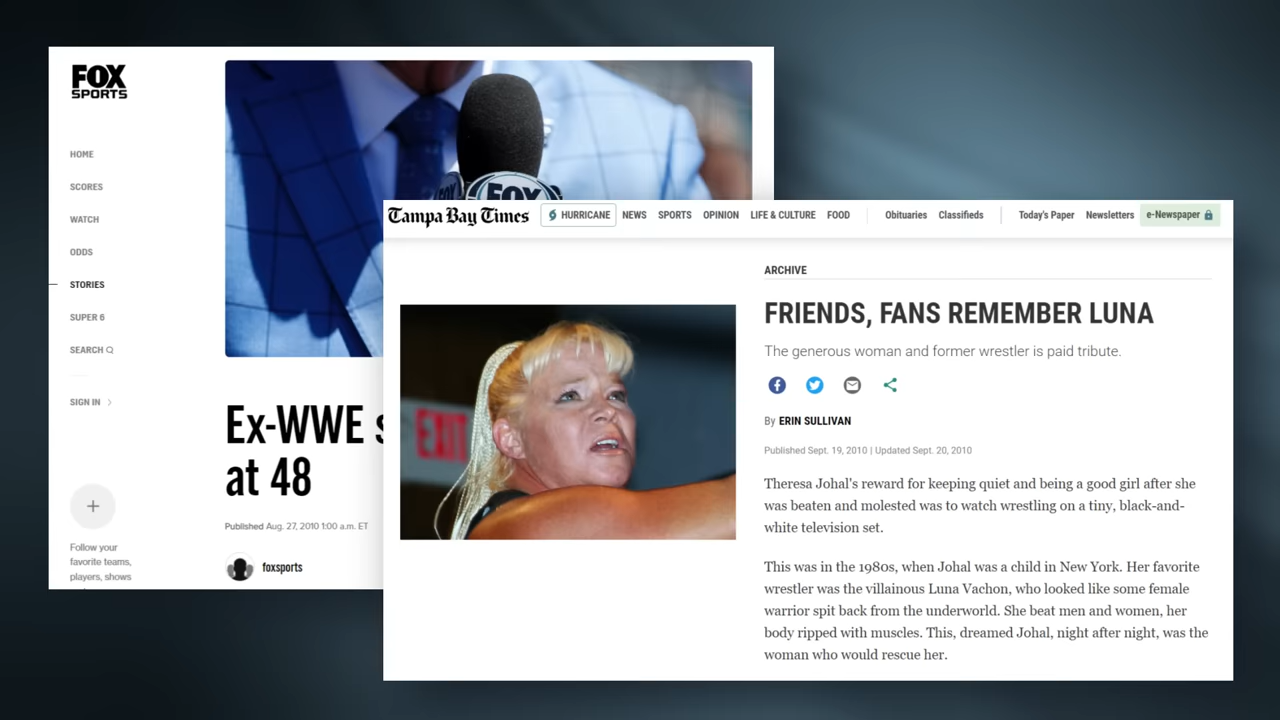 FOX
SPORTS
HOME
SCORES
WATCH
ODDS
STORIES
SUPER 6
SEARCH
SIGN IN
Follow your
favorite teams,
players, shows
FOX
FOX
Ex-WWE
at 48
Published Aug. 27, 2010 1:00 a.m. ET
foxsports
Tampa Bay Times
HURRICANE NEWS SPORTS OPINION LIFE & CULTURE FOOD Obituaries Classifieds Today's Paper Newsletters e-Newspaper
EXIT
ARCHIVE
FRIENDS, FANS REMEMBER LUNA
The generous woman and former wrestler is paid tribute.
By ERIN SULLIVAN
Published Sept. 19, 2010 | Updated Sept. 20, 2010
Theresa Johal's reward for keeping quiet and being a good girl after she
was beaten and molested was to watch wrestling on a tiny, black-and-
white television set.
This was in the 1980s, when Johal was a child in New York. Her favorite
wrestler was the villainous Luna Vachon, who looked like some female
warrior spit back from the underworld. She beat men and women, her
body ripped with muscles. This, dreamed Johal, night after night, was the
woman who would rescue her.